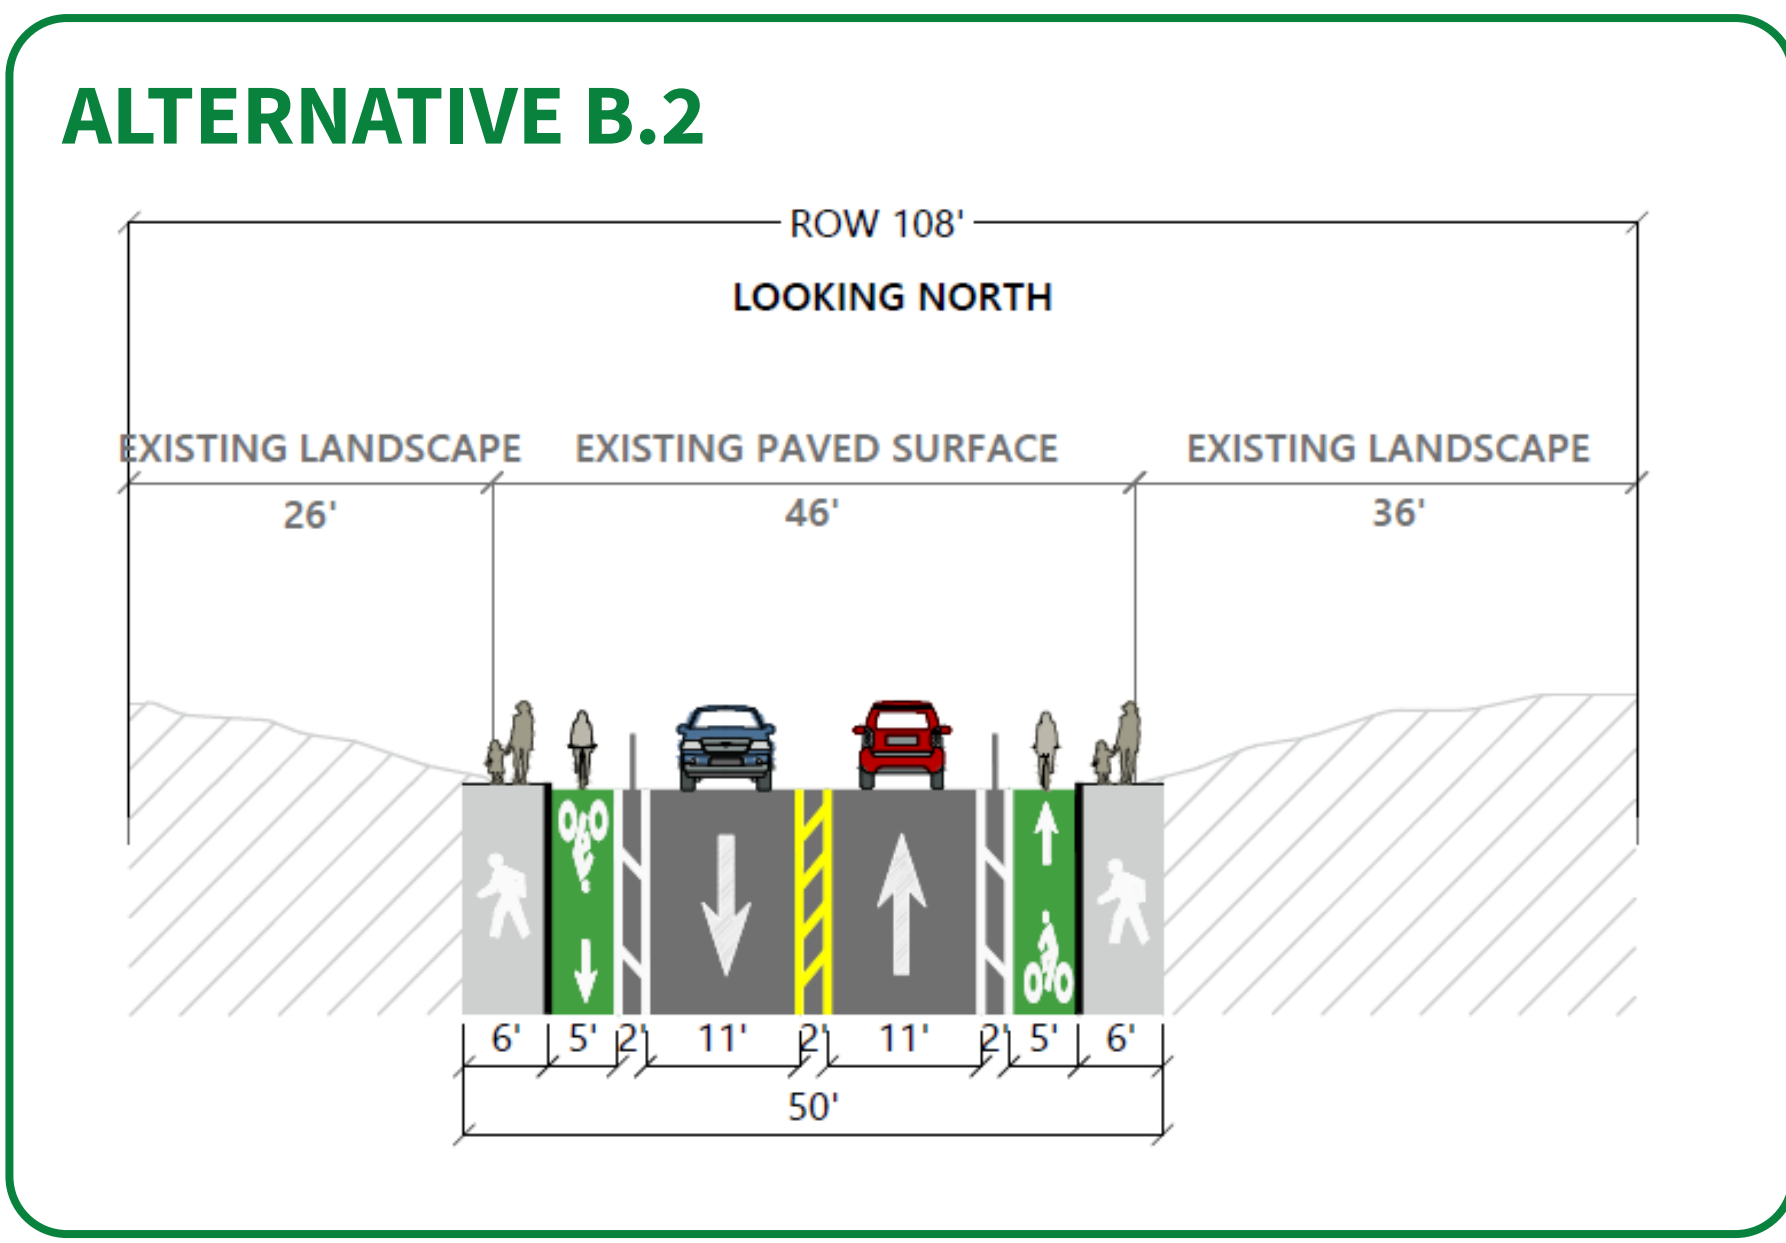 ALTERNATIVE B.2
ROW 108'
LOOKING NORTH
EXISTING LANDSCAPE EXISTING PAVED SURFACE EXISTING LANDSCAPE
26' 46' 36'
6' 5' 2' 11' 2' 11' 2' 5' 6'
50'